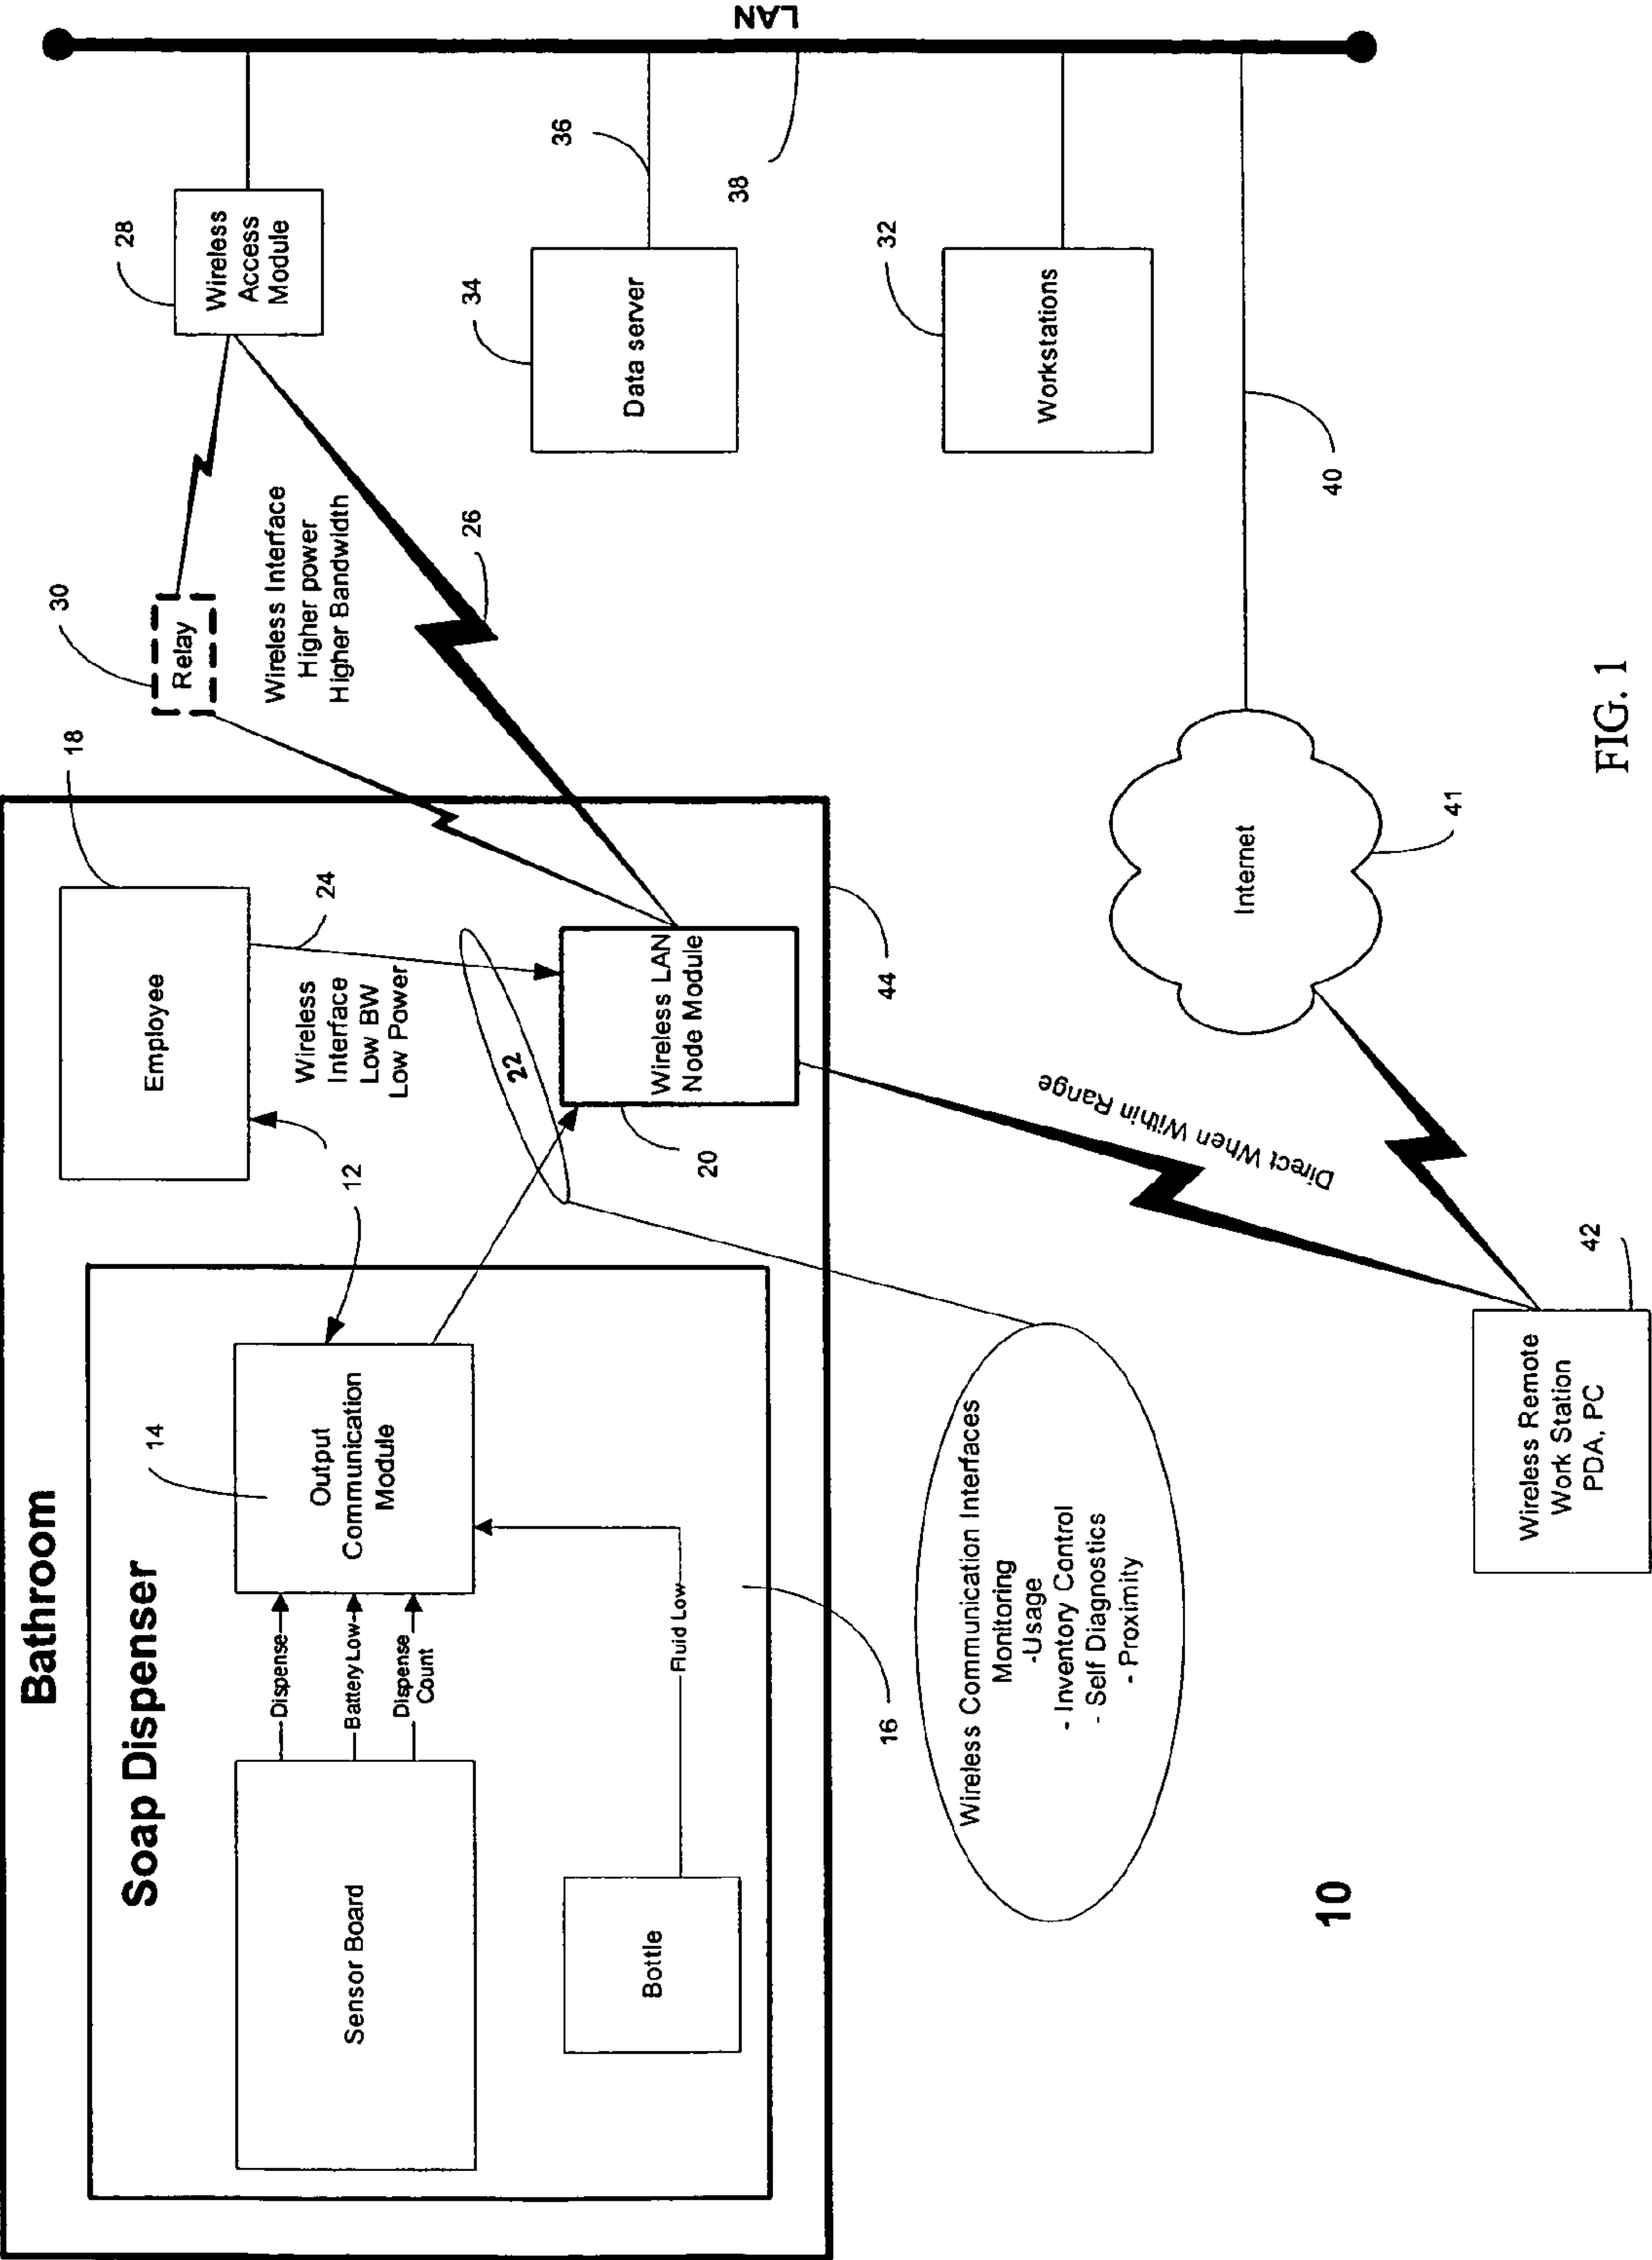 Bathroom
Soap Dispenser
Sensor Board
Dispense
Battery Low
Dispense
Count
Output
Communication
Module
14
Bottle
Fluid Low
16
12
Employee
18
24
Wireless
Interface
Low BW
Low Power
22
Wireless LAN
Node Module
20
44
30
Relay
Wireless Interface
Higher power
Higher Bandwidth
26
28
Wireless
Access
Module
LAN
34
Data server
36
38
32
Workstations
40
Internet
41
Direct When Within Range
Wireless Communication Interfaces
Monitoring
-Usage
- Inventory Control
- Self Diagnostics
- Proximity
42
Wireless Remote
Work Station
PDA, PC
10
FIG. 1